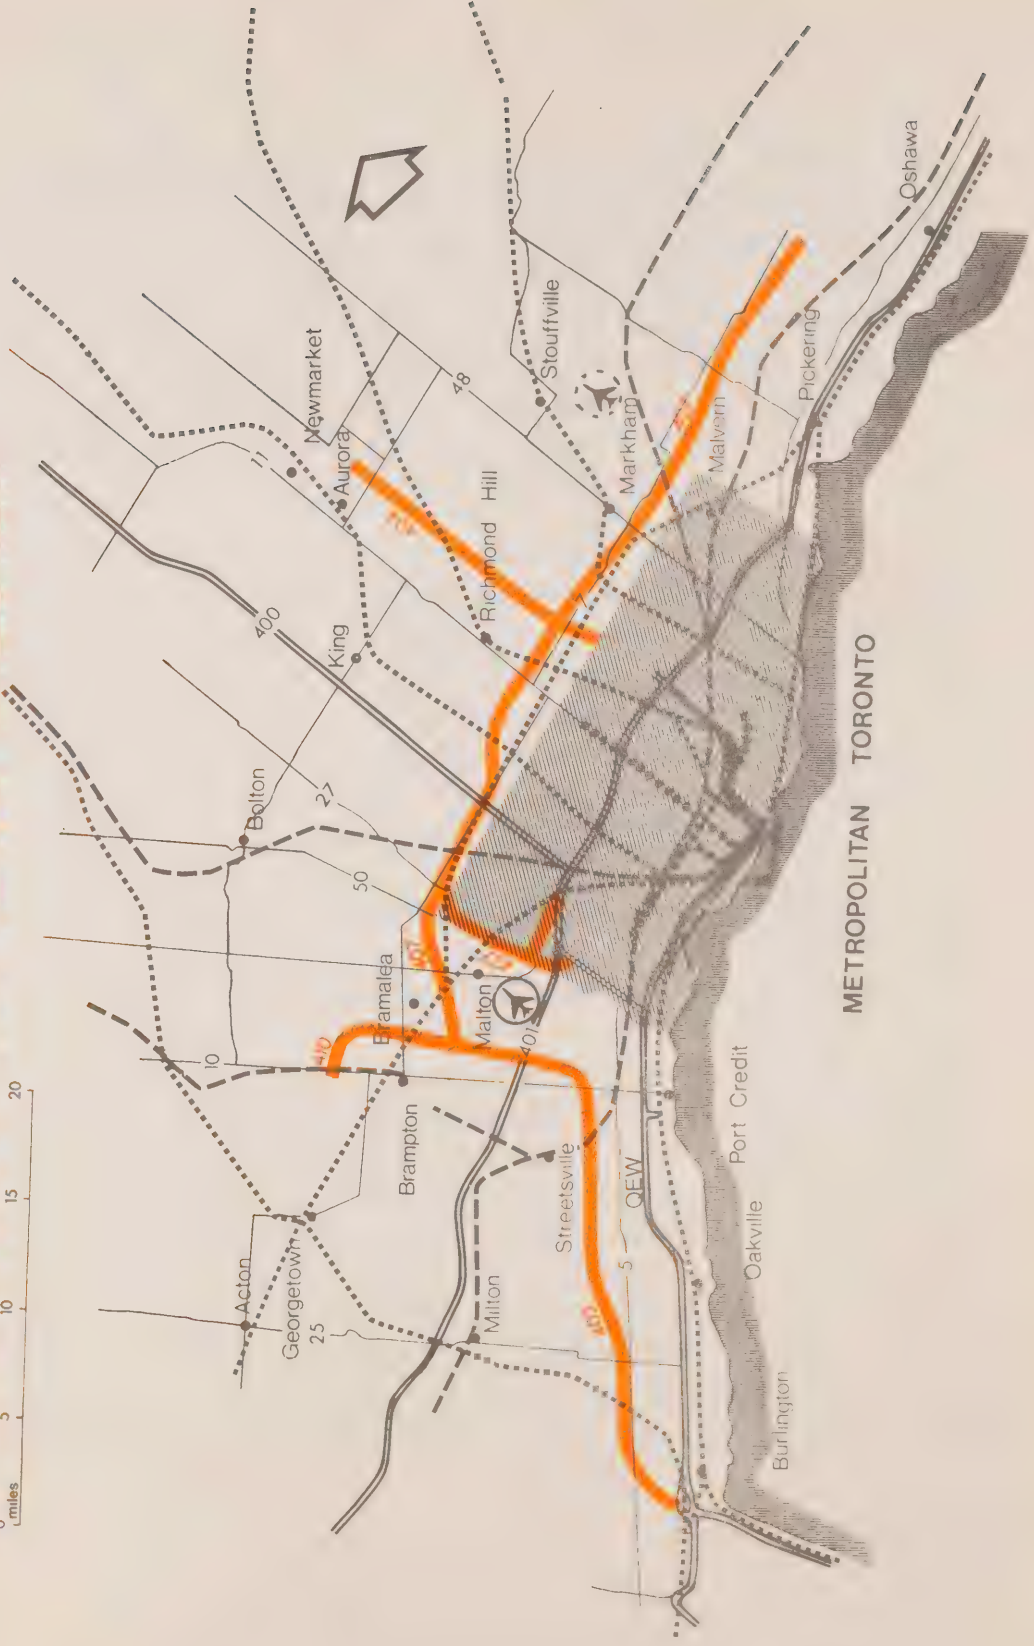 0
5
10
15
20
miles
Acton
Georgetown
25
Milton
10
410
Brampton
Bramalea
407
Malton
401
Streetsville
403
5
QEW
Burlington
Oakville
Port Credit
Bolton
50
27
King
400
11
Newmarket
Aurora
Richmond Hill
7
48
Stouffville
Markham
Malvern
Pickering
Oshawa
METROPOLITAN TORONTO